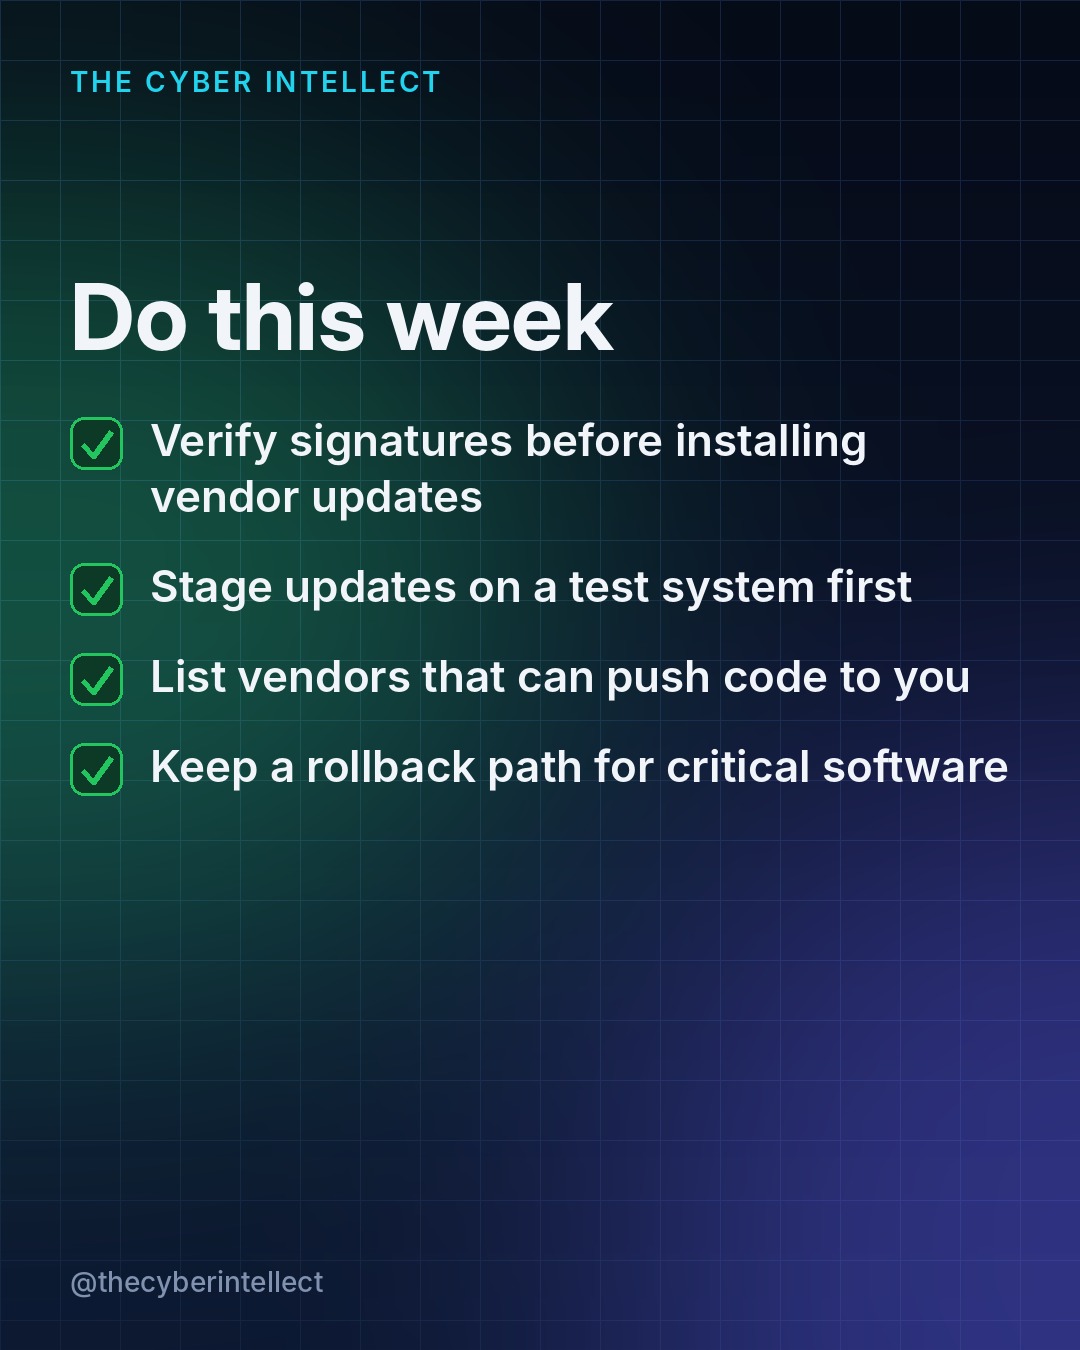 THE CYBER INTELLECT
Do this week
Verify signatures before installing
vendor updates
Stage updates on a test system first
List vendors that can push code to you
Keep a rollback path for critical software
@thecyberintellect